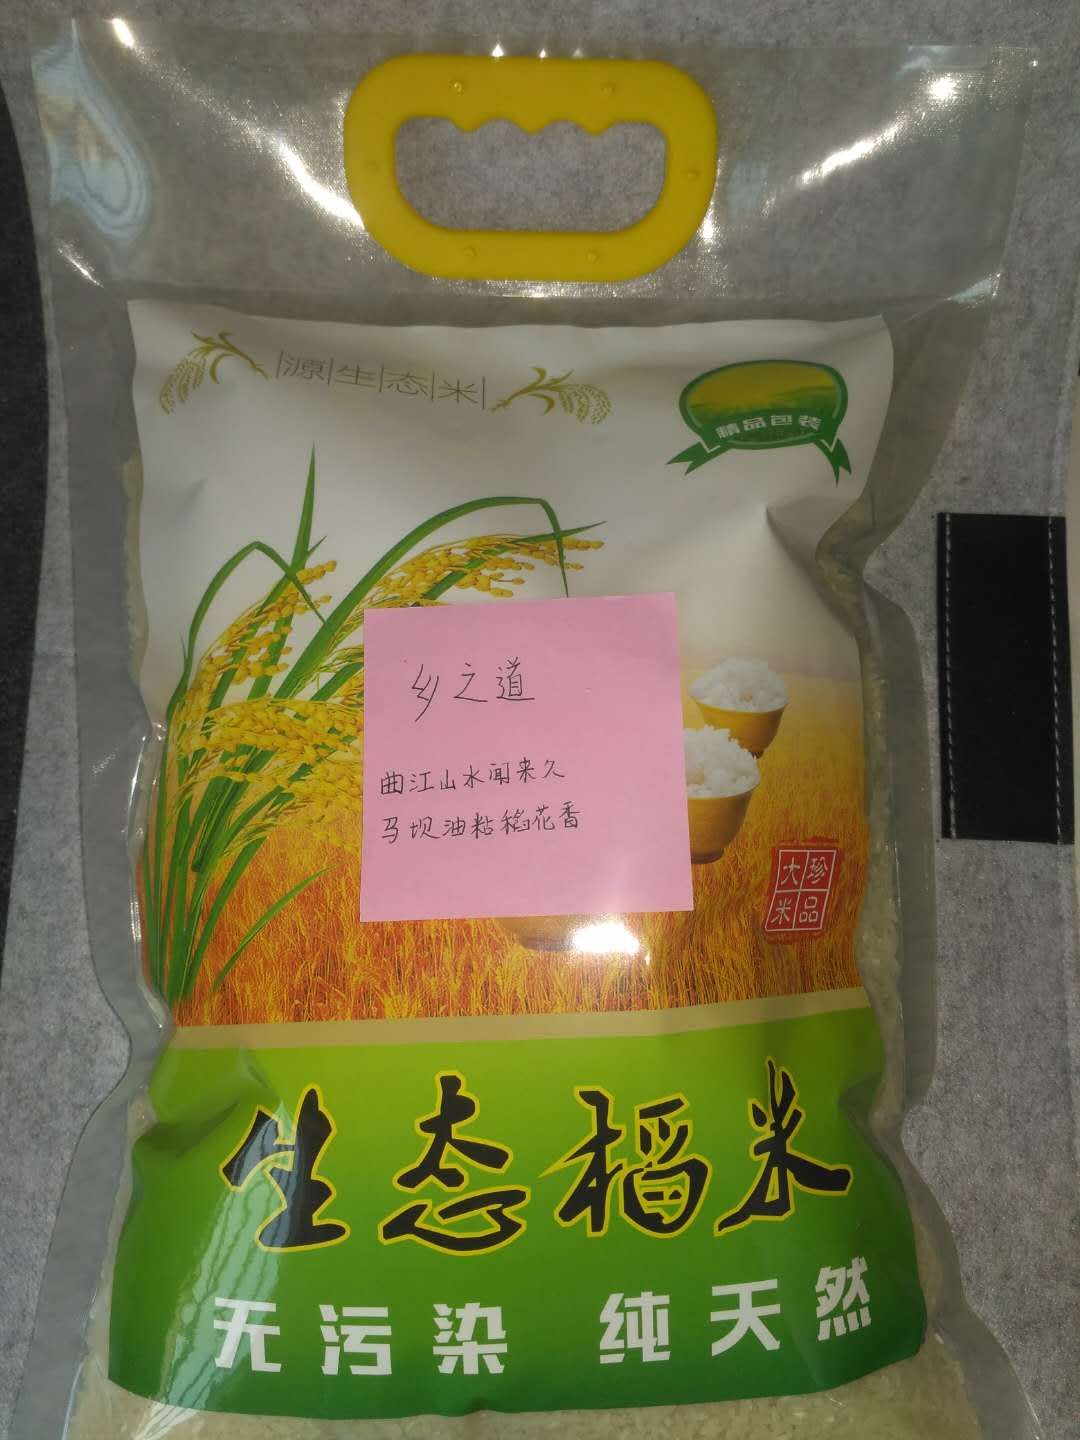 源生态米
精品包装
乡之道
曲江山水闻来久
马坝油粘稻花香
大珍
米品
生态稻米
无污染 纯天然